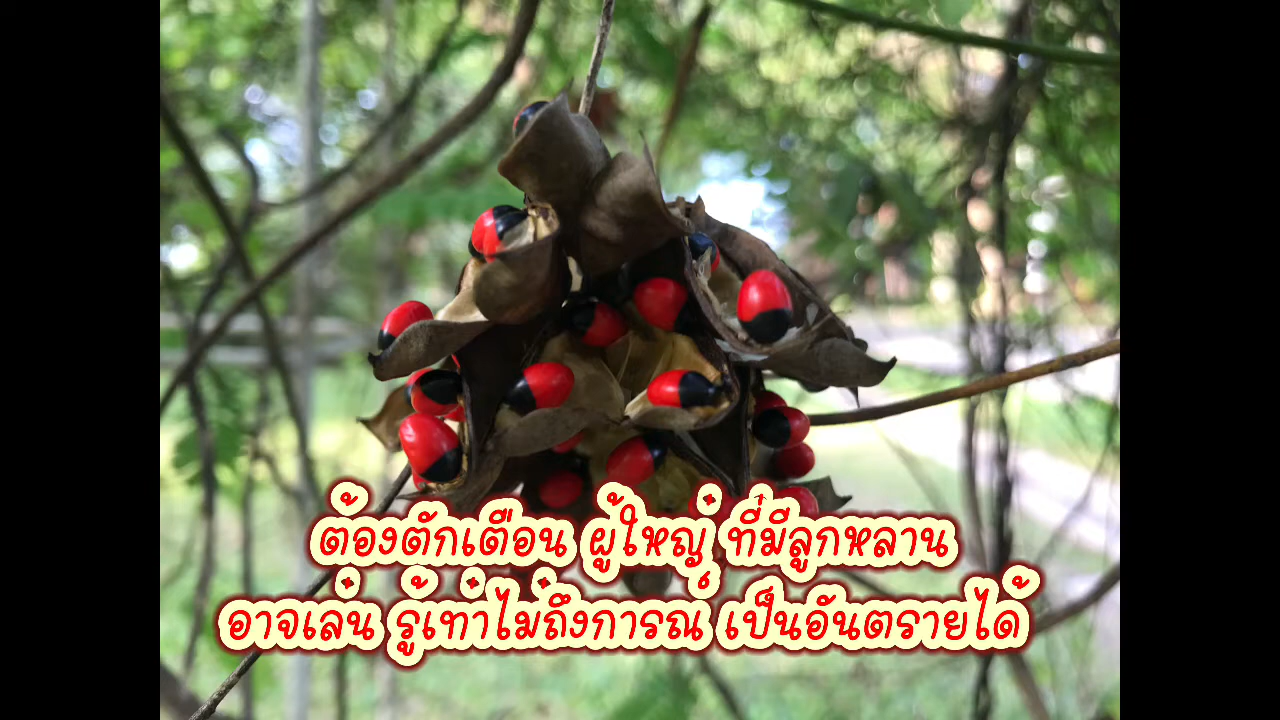 ต้องตักเตือน ผู้ใหญ่ ที่มีลูกหลาน
อาจเล่น รู้เท่าไม่ถึงการณ์ เป็นอันตรายได้